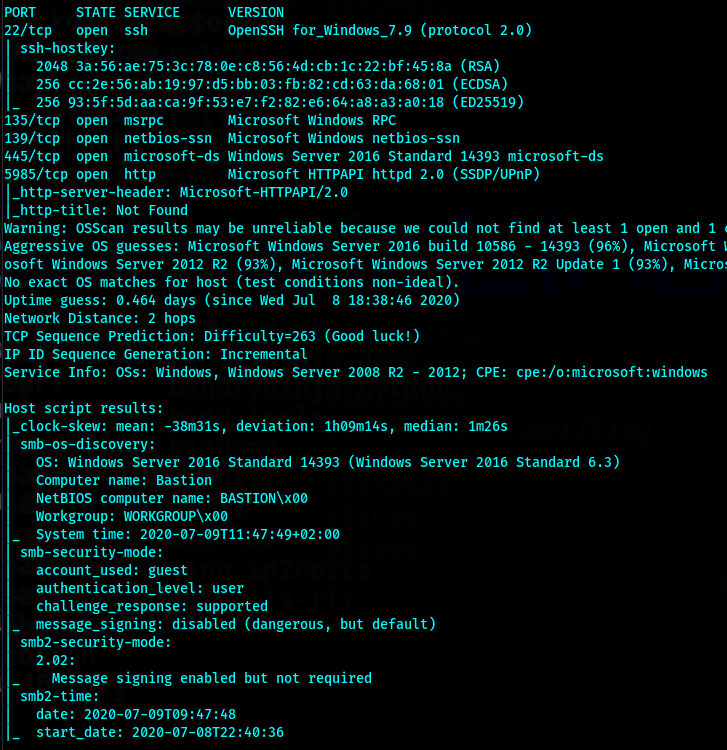 PORT     STATE SERVICE      VERSION
22/tcp   open  ssh          OpenSSH for_Windows_7.9 (protocol 2.0)
| ssh-hostkey:
|   2048 3a:56:ae:75:3c:78:0e:c8:56:4d:cb:1c:22:bf:45:8a (RSA)
|   256 cc:2e:56:ab:19:97:d5:bb:03:fb:82:cd:63:da:68:01 (ECDSA)
|_  256 93:5f:5d:aa:ca:9f:53:e7:f2:82:e6:64:a8:a3:a0:18 (ED25519)
135/tcp  open  msrpc        Microsoft Windows RPC
139/tcp  open  netbios-ssn  Microsoft Windows netbios-ssn
445/tcp  open  microsoft-ds Windows Server 2016 Standard 14393 microsoft-ds
5985/tcp open  http         Microsoft HTTPAPI httpd 2.0 (SSDP/UPnP)
|_http-server-header: Microsoft-HTTPAPI/2.0
|_http-title: Not Found
Warning: OSScan results may be unreliable because we could not find at least 1 open and 1 c
Aggressive OS guesses: Microsoft Windows Server 2016 build 10586 - 14393 (96%), Microsoft W
osoft Windows Server 2012 R2 (93%), Microsoft Windows Server 2012 R2 Update 1 (93%), Micros
No exact OS matches for host (test conditions non-ideal).
Uptime guess: 0.464 days (since Wed Jul  8 18:38:46 2020)
Network Distance: 2 hops
TCP Sequence Prediction: Difficulty=263 (Good luck!)
IP ID Sequence Generation: Incremental
Service Info: OSs: Windows, Windows Server 2008 R2 - 2012; CPE: cpe:/o:microsoft:windows

Host script results:
|_clock-skew: mean: -38m31s, deviation: 1h09m14s, median: 1m26s
| smb-os-discovery:
|   OS: Windows Server 2016 Standard 14393 (Windows Server 2016 Standard 6.3)
|   Computer name: Bastion
|   NetBIOS computer name: BASTION\x00
|   Workgroup: WORKGROUP\x00
|_  System time: 2020-07-09T11:47:49+02:00
| smb-security-mode:
|   account_used: guest
|   authentication_level: user
|   challenge_response: supported
|_  message_signing: disabled (dangerous, but default)
| smb2-security-mode:
|   2.02:
|_    Message signing enabled but not required
| smb2-time:
|   date: 2020-07-09T09:47:48
|_  start_date: 2020-07-08T22:40:36